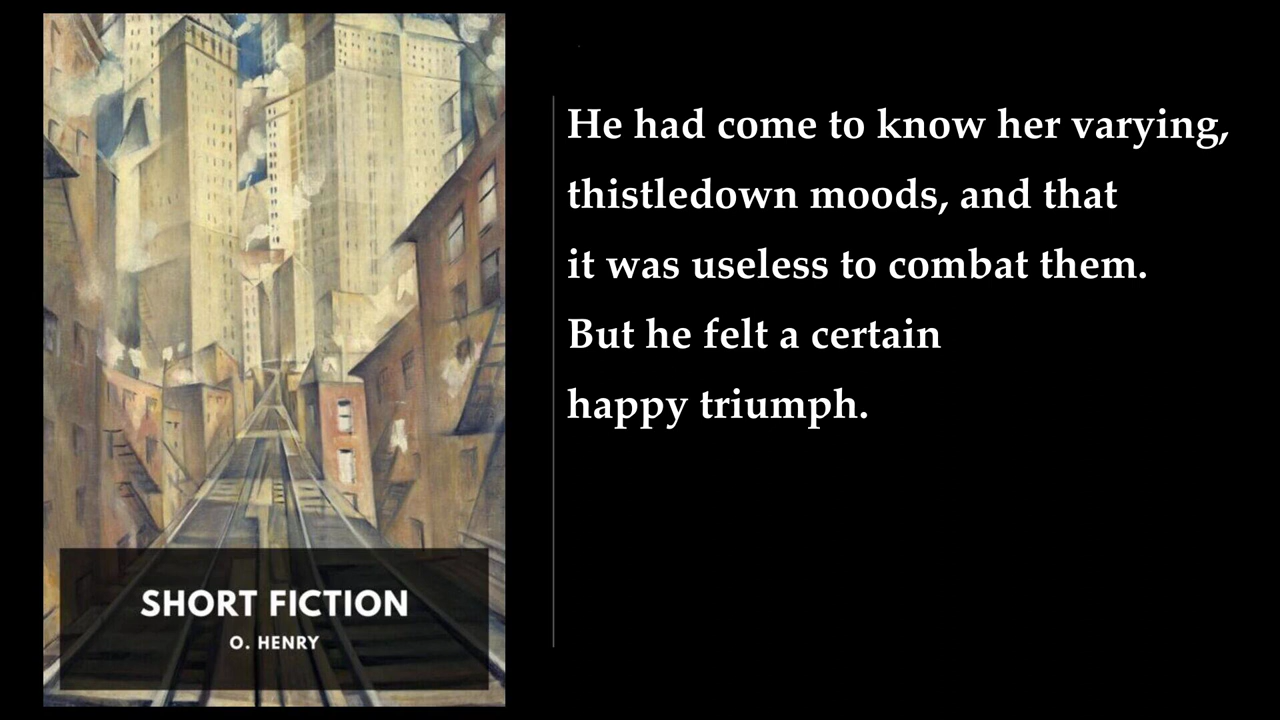 He had come to know her varying,
thistledown moods, and that
it was useless to combat them.
But he felt a certain
happy triumph.
SHORT FICTION
O. HENRY